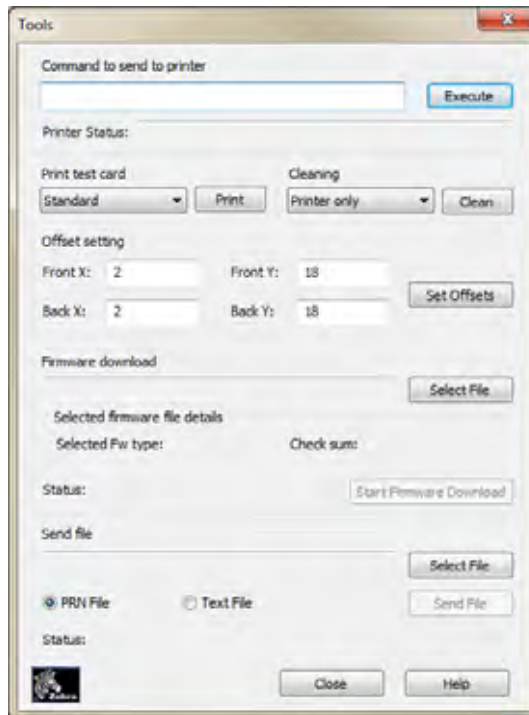 Tools
Command to send to printer
Execute
Printer Status:
Print test card Cleaning
Standard Print Printer only Clean
Offset setting
Front X: 2 Front Y: 18
Set Offsets
Back X: 2 Back Y: 18
Firmware download
Select File
Selected firmware file details
Selected Fw type: Check sum:
Status: Start Firmware Download
Send file
Select File
PRN File Text File Send File
Status:
Zebra Close Help